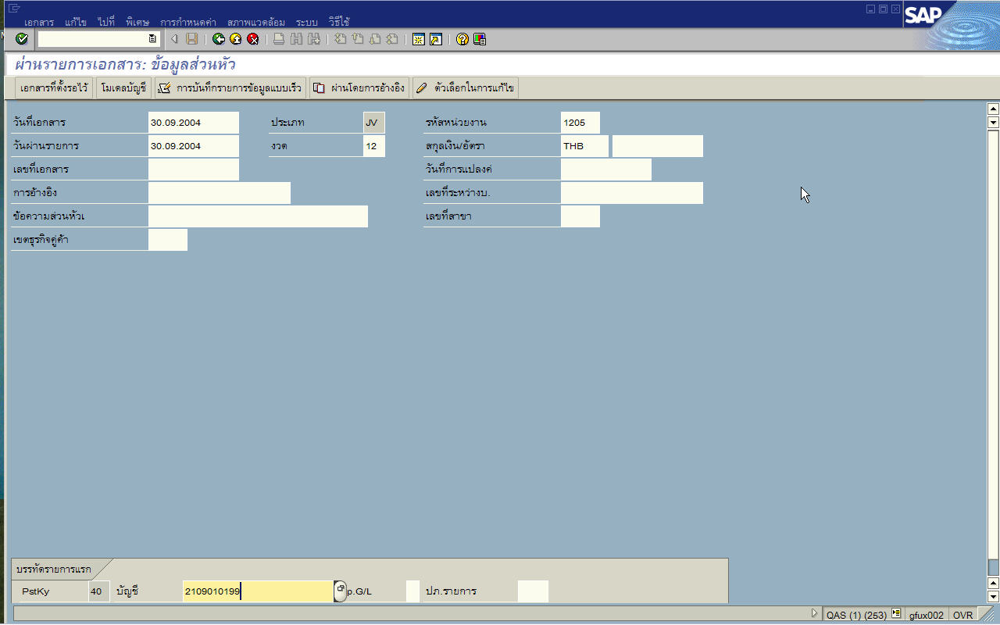 เอกสาร แก้ไข ไปที่ พิเศษ การกำหนดค่า สภาพแวดล้อม ระบบ วิธีใช้
SAP
ผ่านรายการเอกสาร: ข้อมูลส่วนหัว
เอกสารที่ตั้งรอไว้ โมเดลบัญชี การบันทึกรายการข้อมูลแบบเร็ว ผ่านโดยการอ้างอิง ตัวเลือกในการแก้ไข
วันที่เอกสาร 30.09.2004 ประเภท JV รหัสหน่วยงาน 1205
วันผ่านรายการ 30.09.2004 งวด 12 สกุลเงิน/อัตรา THB
เลขที่เอกสาร วันที่การแปลงค่
การอ้างอิง เลขที่ระหว่างบ.
ข้อความส่วนหัวเ เลขที่สาขา
เขตธุรกิจคู่ค้า
บรรทัดรายการแรก
PstKy 40 บัญชี 2109010199 p.G/L ปภ.รายการ
QAS (1) (253) gfux002 OVR